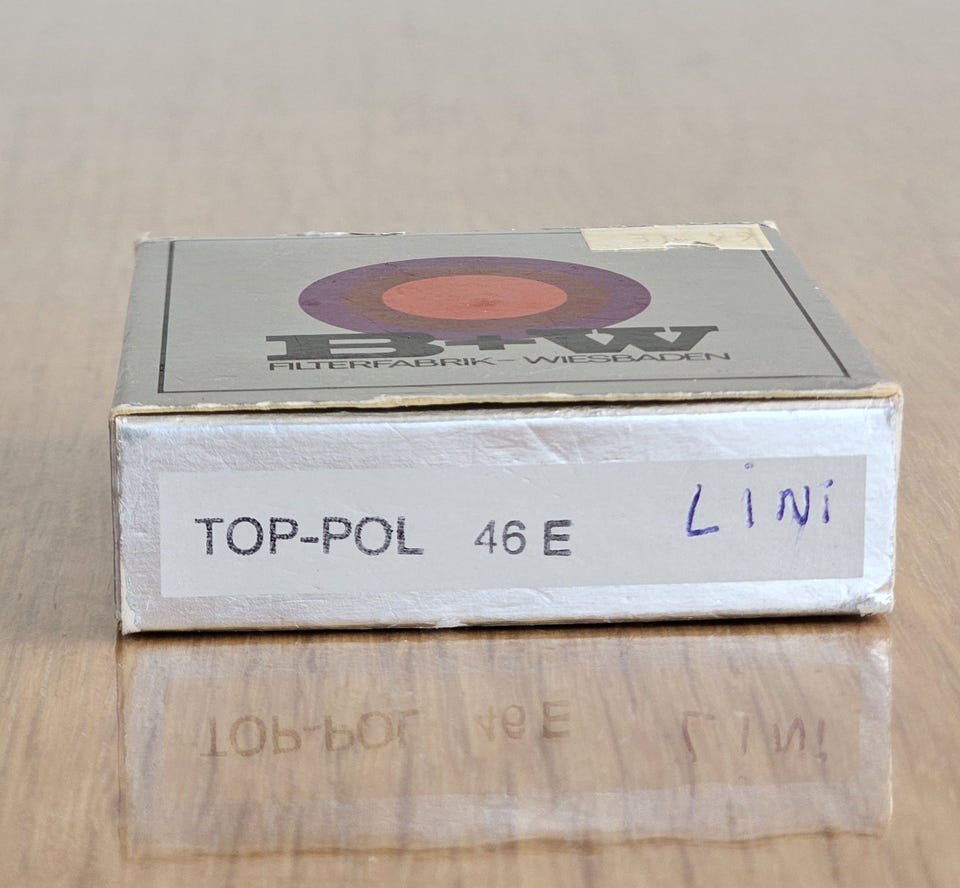 B+W
FILTERFABRIK–WIESBADEN
TOP-POL 46 E LiNi